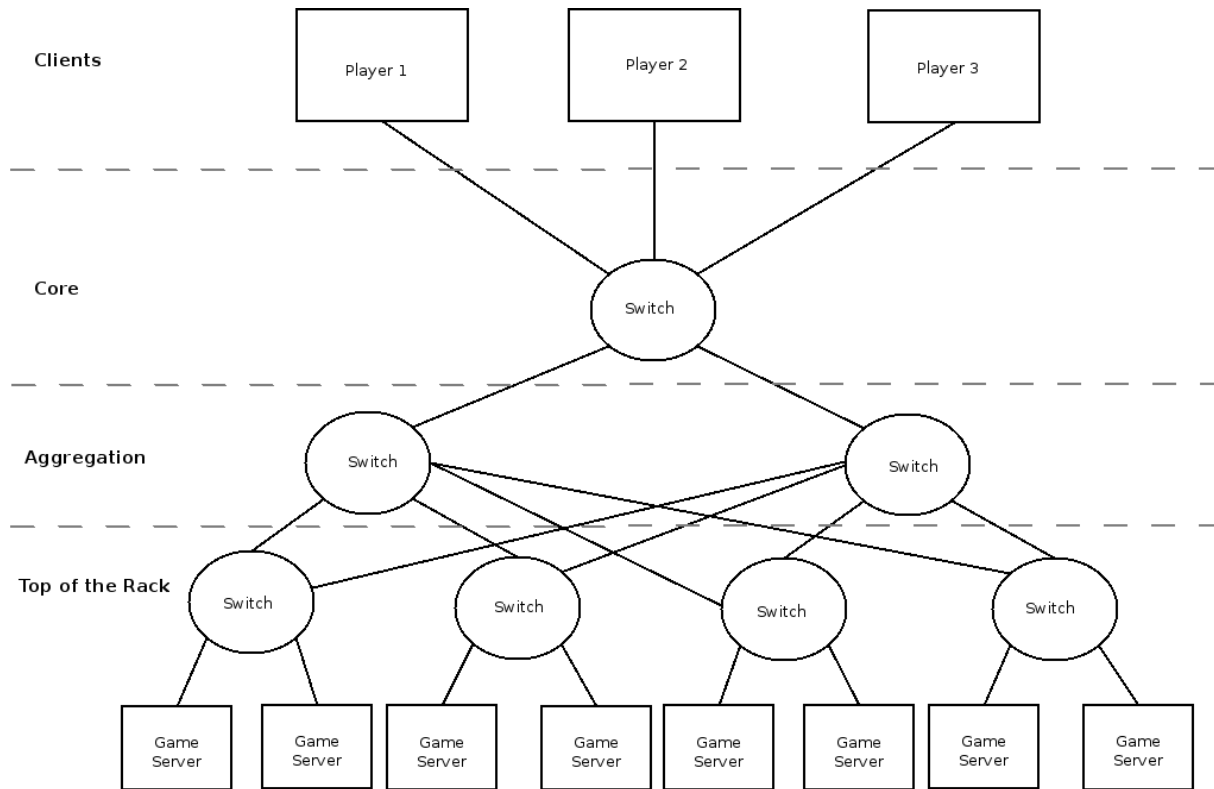 Clients
Player 1
Player 2
Player 3
Core
Switch
Aggregation
Switch
Switch
Top of the Rack
Switch
Switch
Switch
Switch
Game
Server
Game
Server
Game
Server
Game
Server
Game
Server
Game
Server
Game
Server
Game
Server